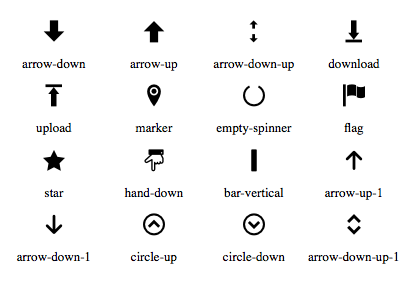 arrow-down arrow-up arrow-down-up download
upload marker empty-spinner flag
star hand-down bar-vertical arrow-up-1
arrow-down-1 circle-up circle-down arrow-down-up-1